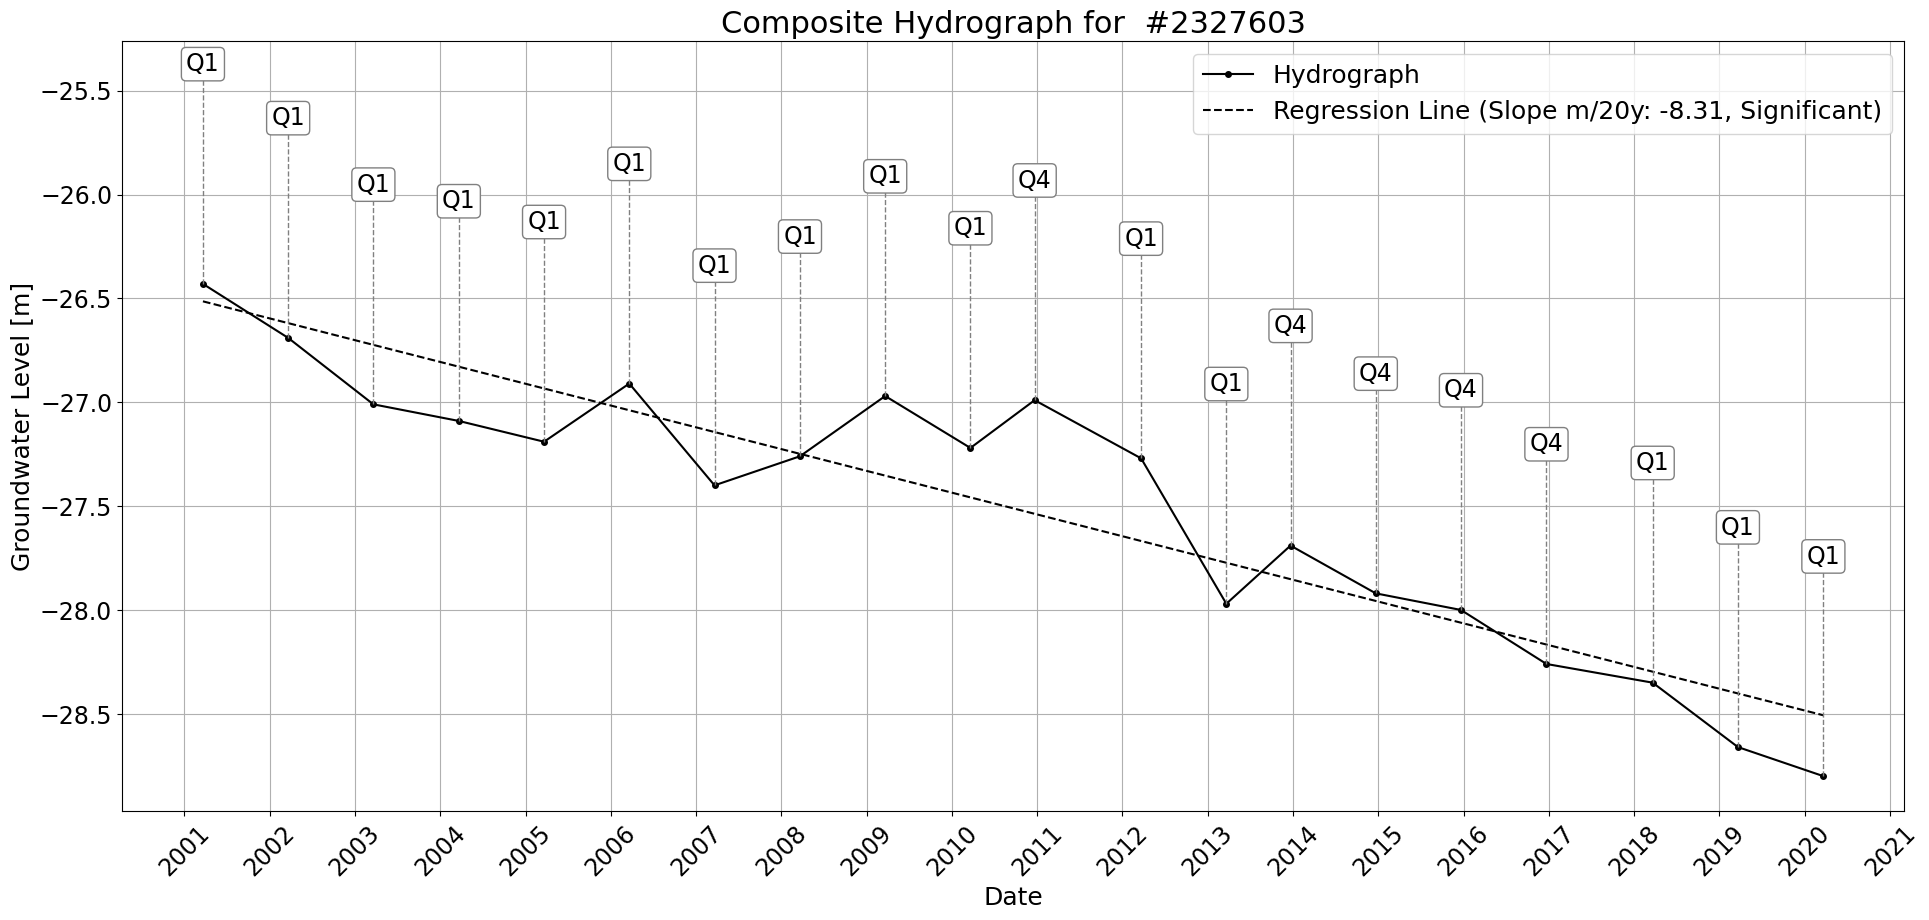 Composite Hydrograph for  #2327603
Hydrograph
Regression Line (Slope m/20y: -8.31, Significant)
Groundwater Level [m]
−25.5
−26.0
−26.5
−27.0
−27.5
−28.0
−28.5
Q1
Q1
Q1
Q1
Q1
Q1
Q1
Q1
Q1
Q1
Q4
Q1
Q1
Q4
Q4
Q4
Q4
Q1
Q1
Q1
2001
2002
2003
2004
2005
2006
2007
2008
2009
2010
2011
2012
2013
2014
2015
2016
2017
2018
2019
2020
2021
Date